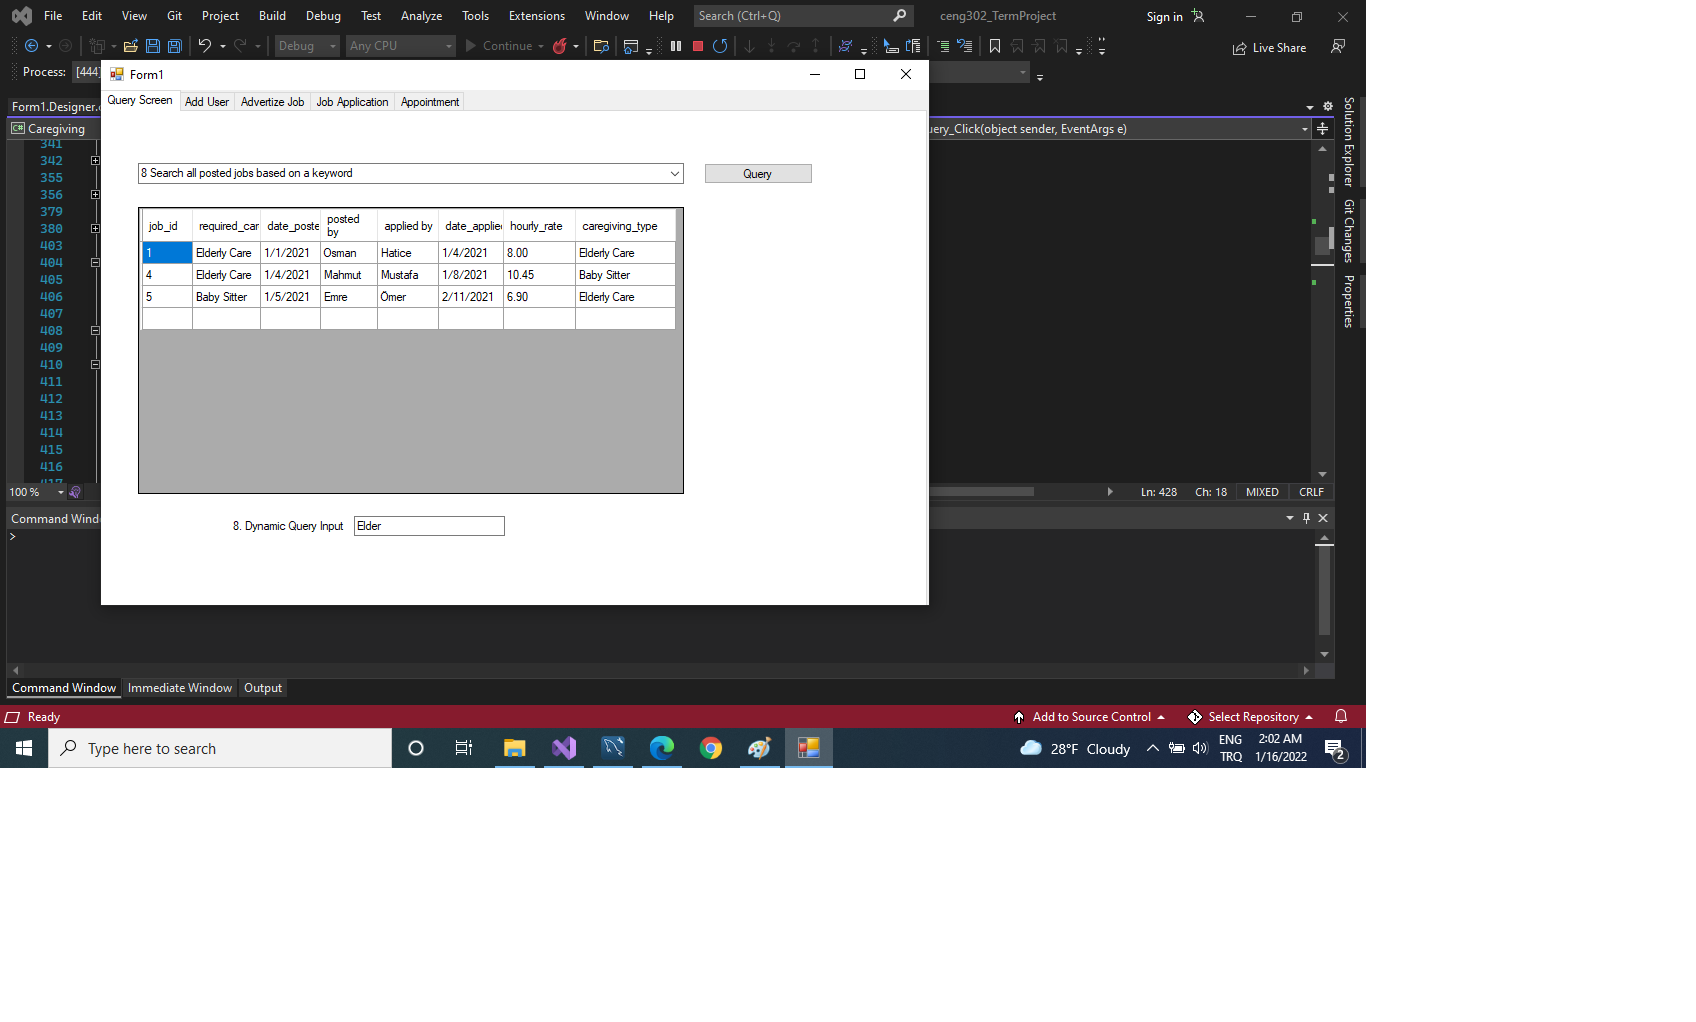 File Edit View Git Project Build Debug Test Analyze Tools Extensions Window Help Search (Ctrl+Q) ceng302_TermProject Sign in
Debug Any CPU Continue Live Share
Process: [444]
Form1
Query Screen Add User Advertize Job Job Application Appointment
Form1.Designer.c
Caregiving uery_Click(object sender, EventArgs e)
Solution Explorer
Git Changes
Properties
341
342
355
356
379
380
403
404
405
406
407
408
409
410
411
412
413
414
415
416
417
8 Search all posted jobs based on a keyword Query
job_id required_car date_poste posted by applied by date_applied hourly_rate caregiving_type
1 Elderly Care 1/1/2021 Osman Hatice 1/4/2021 8.00 Elderly Care
4 Elderly Care 1/4/2021 Mahmut Mustafa 1/8/2021 10.45 Baby Sitter
5 Baby Sitter 1/5/2021 Emre Ömer 2/11/2021 6.90 Elderly Care
8. Dynamic Query Input Elder
100 % Ln: 428 Ch: 18 MIXED CRLF
Command Windo
>
Command Window Immediate Window Output
Ready Add to Source Control Select Repository
Type here to search 28°F Cloudy ENG 2:02 AM
TRQ 1/16/2022 2